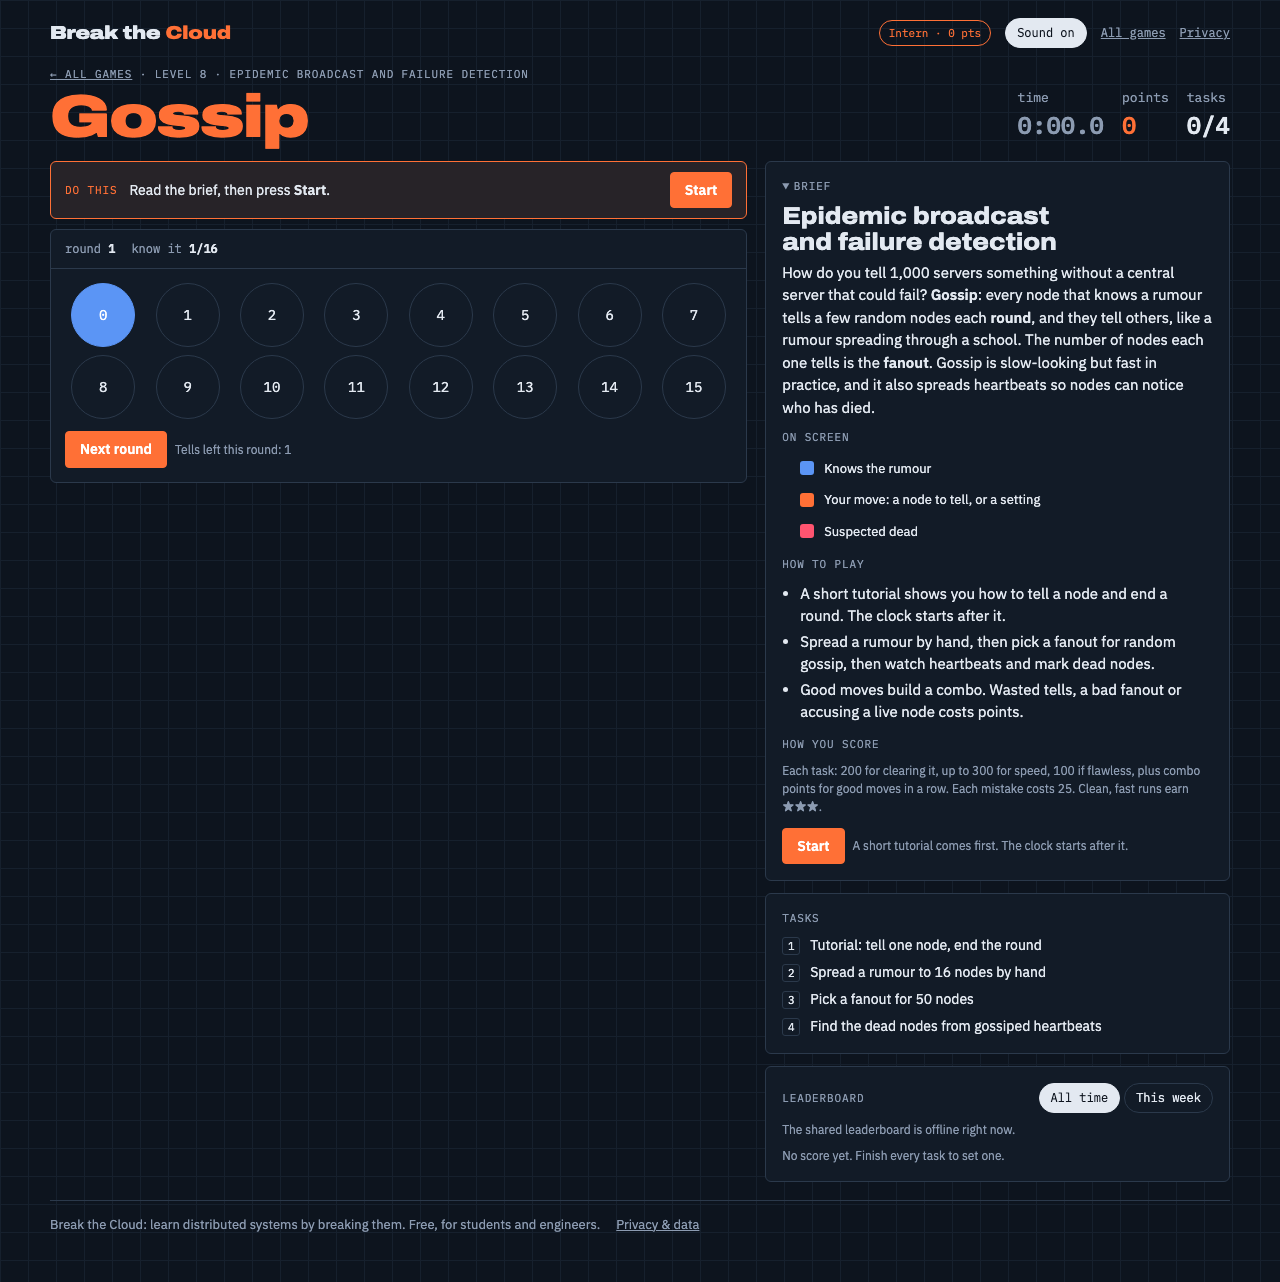 Break the Cloud
Intern · 0 pts
Sound on
All games
Privacy
← ALL GAMES · LEVEL 8 · EPIDEMIC BROADCAST AND FAILURE DETECTION
Gossip
time
0:00.0
points
0
tasks
0/4
DO THIS Read the brief, then press Start.
Start
round 1 know it 1/16
0 1 2 3 4 5 6 7
8 9 10 11 12 13 14 15
Next round
Tells left this round: 1
▼ BRIEF
Epidemic broadcast
and failure detection
How do you tell 1,000 servers something without a central
server that could fail? Gossip: every node that knows a rumour
tells a few random nodes each round, and they tell others, like a
rumour spreading through a school. The number of nodes each
one tells is the fanout. Gossip is slow-looking but fast in
practice, and it also spreads heartbeats so nodes can notice
who has died.
ON SCREEN
Knows the rumour
Your move: a node to tell, or a setting
Suspected dead
HOW TO PLAY
• A short tutorial shows you how to tell a node and end a
round. The clock starts after it.
• Spread a rumour by hand, then pick a fanout for random
gossip, then watch heartbeats and mark dead nodes.
• Good moves build a combo. Wasted tells, a bad fanout or
accusing a live node costs points.
HOW YOU SCORE
Each task: 200 for clearing it, up to 300 for speed, 100 if flawless, plus combo
points for good moves in a row. Each mistake costs 25. Clean, fast runs earn
★★★.
Start
A short tutorial comes first. The clock starts after it.
TASKS
1 Tutorial: tell one node, end the round
2 Spread a rumour to 16 nodes by hand
3 Pick a fanout for 50 nodes
4 Find the dead nodes from gossiped heartbeats
LEADERBOARD
All time
This week
The shared leaderboard is offline right now.
No score yet. Finish every task to set one.
Break the Cloud: learn distributed systems by breaking them. Free, for students and engineers. Privacy & data